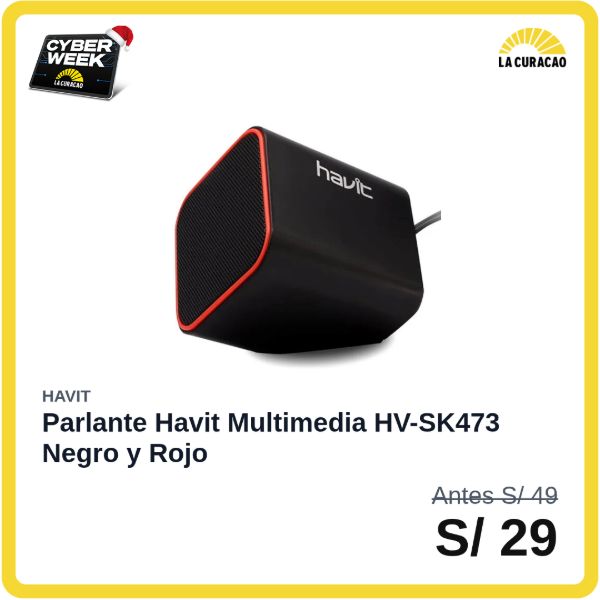 CYBER
WEEK
LA CURACAO
LA CURACAO
havit
HAVIT
Parlante Havit Multimedia HV-SK473
Negro y Rojo
Antes S/ 49
S/ 29